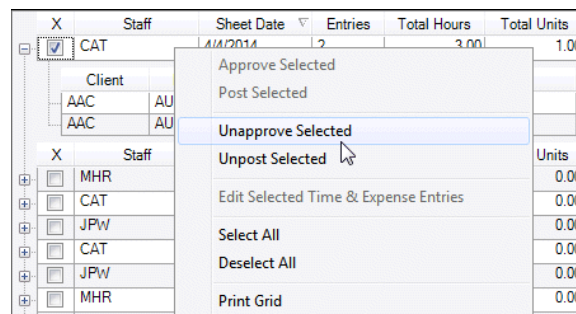 X Staff Sheet Date Entries Total Hours Total Units
CAT 4/4/2014 2 3.00 1.00
Client
AAC AU
AAC AU
Approve Selected
Post Selected
Unapprove Selected
Unpost Selected
Edit Selected Time & Expense Entries
Select All
Deselect All
Print Grid
X Staff Units
MHR 0.00
CAT 0.00
JPW 0.00
CAT 0.00
JPW 0.00
MHR 0.00